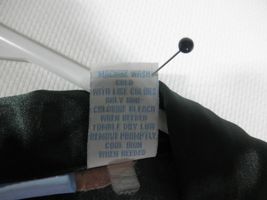 MACHINE WASH
COLD
WITH LIKE COLORS
ONLY NON
CHLORINE BLEACH
WHEN NEEDED
TUMBLE DRY LOW
REMOVE PROMPTLY
COOL IRON
WHEN NEEDED